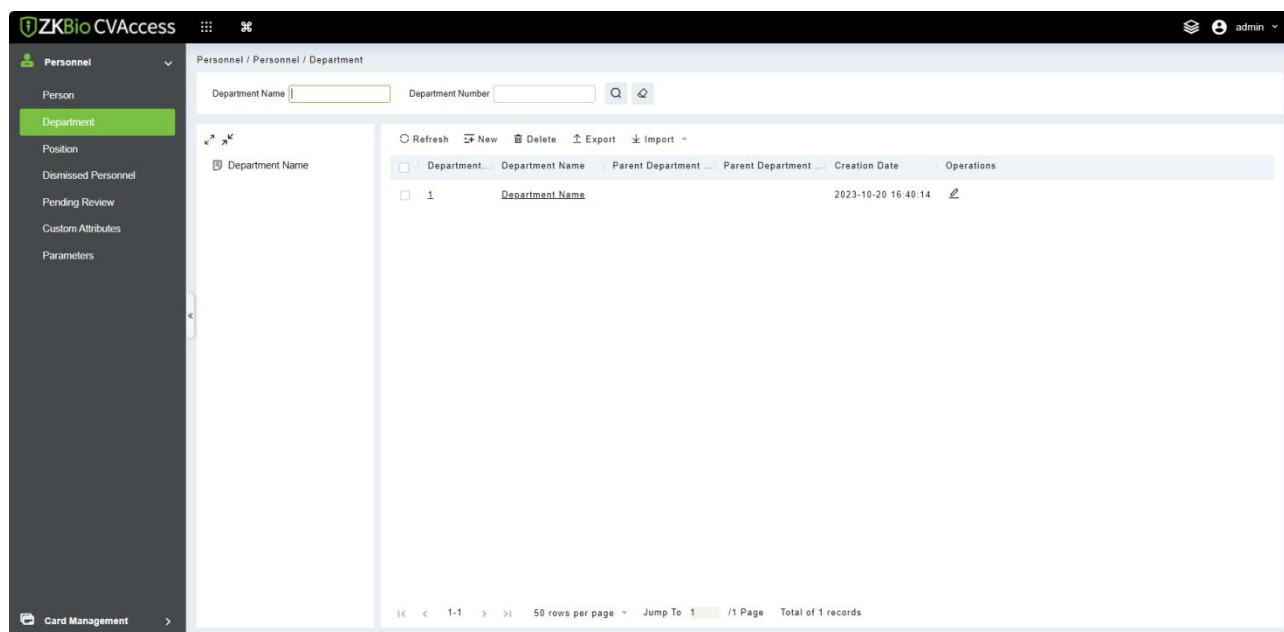 ZKBio CVAccess
admin
Personnel
Person
Department
Position
Dismissed Personnel
Pending Review
Custom Attributes
Parameters
Card Management
Personnel / Personnel / Department
Department Name Department Number
Department Name
Refresh New Delete Export Import
Department... Department Name Parent Department ... Parent Department ... Creation Date Operations
1 Department Name 2023-10-20 16:40:14
1-1 50 rows per page Jump To 1 /1 Page Total of 1 records